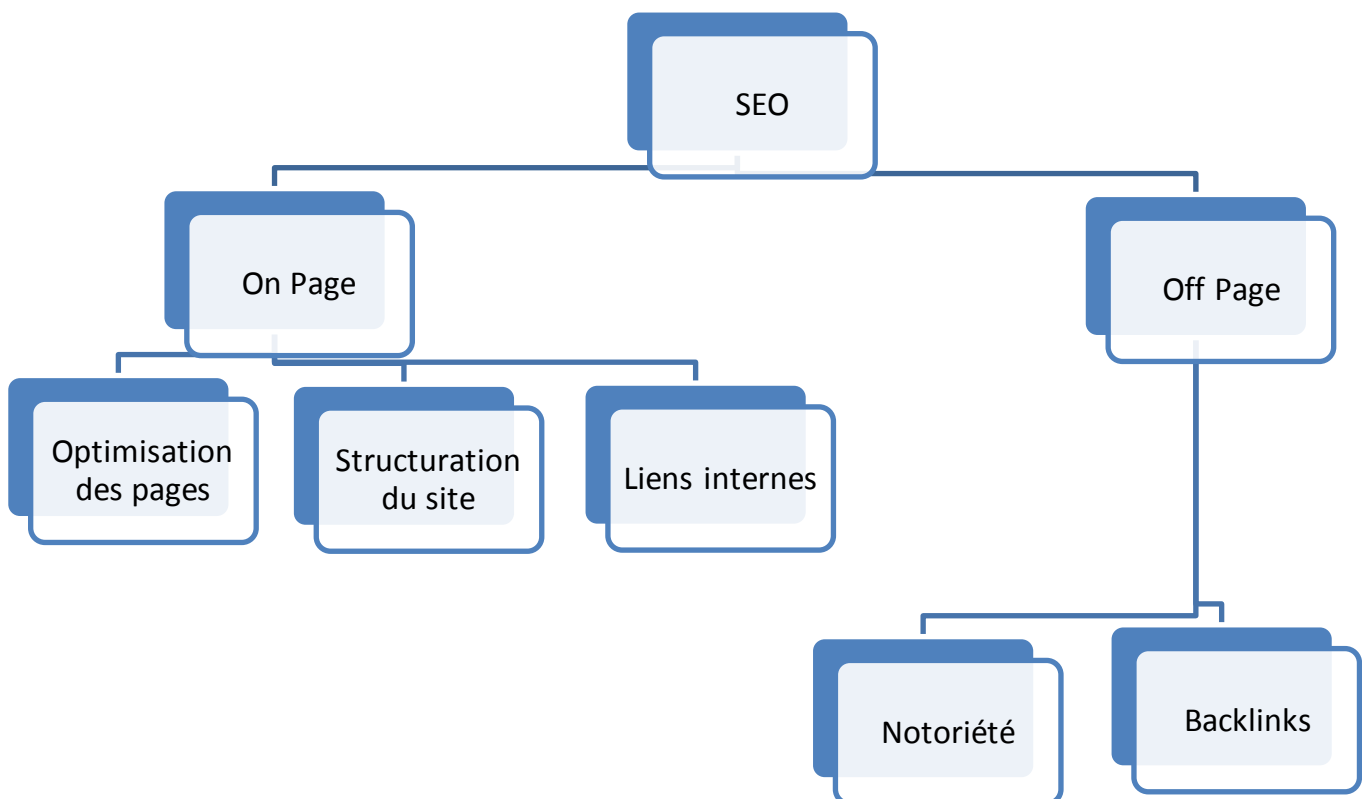 SEO
On Page
Off Page
Optimisation
des pages
Structuration
du site
Liens internes
Notoriété
Backlinks